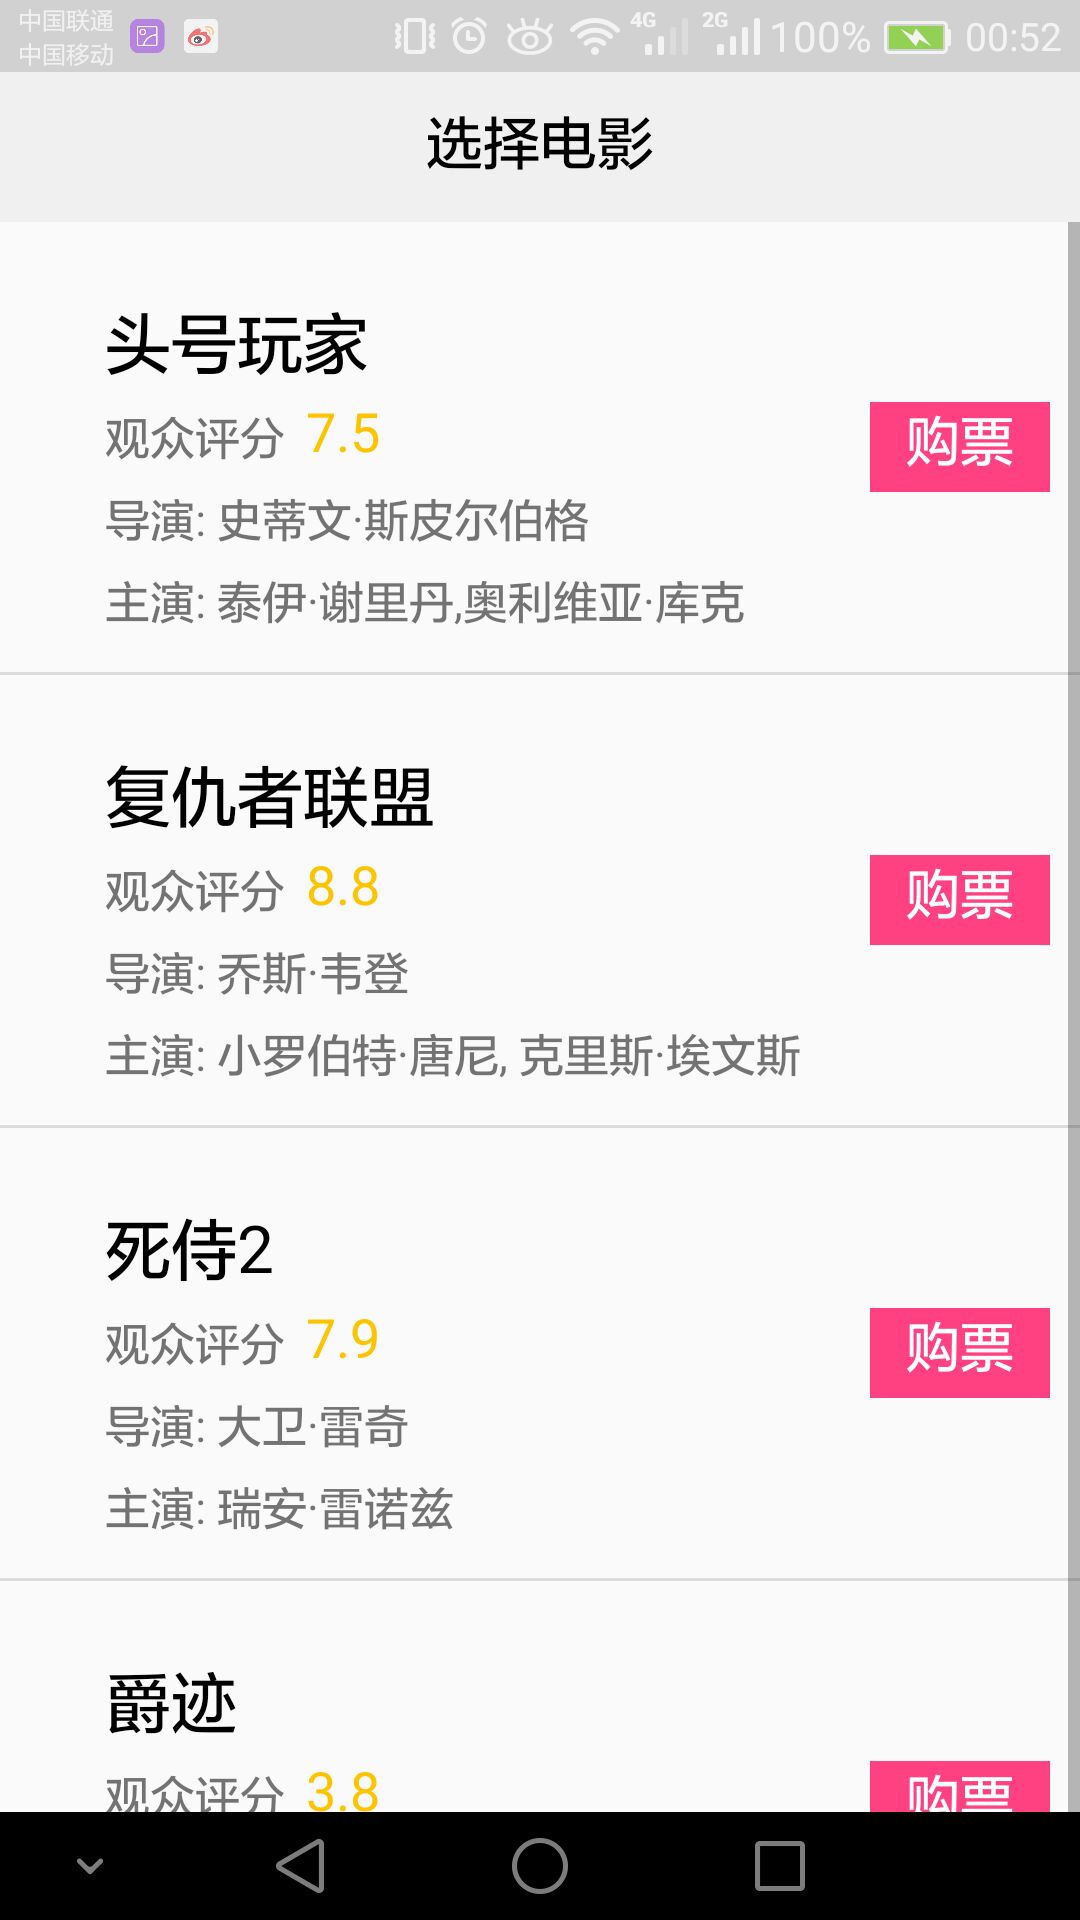 中国联通
中国移动
4G 2G 100% 00:52
选择电影
头号玩家
观众评分 7.5
购票
导演: 史蒂文·斯皮尔伯格
主演: 泰伊·谢里丹,奥利维亚·库克
复仇者联盟
观众评分 8.8
购票
导演: 乔斯·韦登
主演: 小罗伯特·唐尼, 克里斯·埃文斯
死侍2
观众评分 7.9
购票
导演: 大卫·雷奇
主演: 瑞安·雷诺兹
爵迹
观众评分 3.8
购票